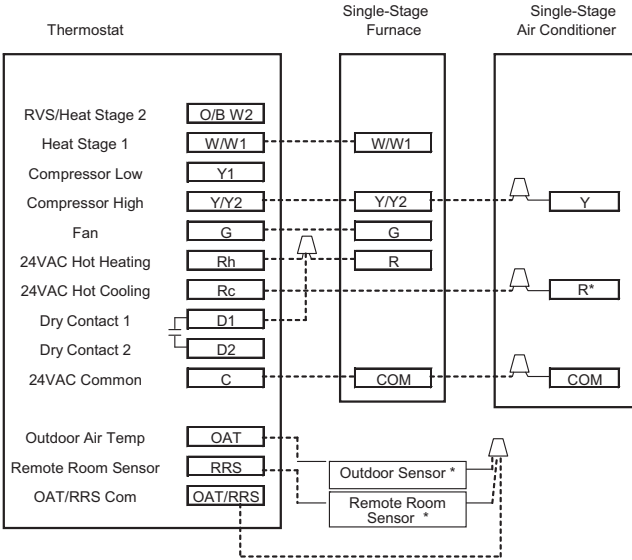 Thermostat
Single-Stage
Furnace
Single-Stage
Air Conditioner
RVS/Heat Stage 2 O/B W2
Heat Stage 1 W/W1 W/W1
Compressor Low Y1
Compressor High Y/Y2 Y/Y2 Y
Fan G G
24VAC Hot Heating Rh R
24VAC Hot Cooling Rc R*
Dry Contact 1 D1
Dry Contact 2 D2
24VAC Common C COM COM
Outdoor Air Temp OAT
Outdoor Sensor *
Remote Room Sensor RRS
OAT/RRS Com OAT/RRS
Remote Room
Sensor *